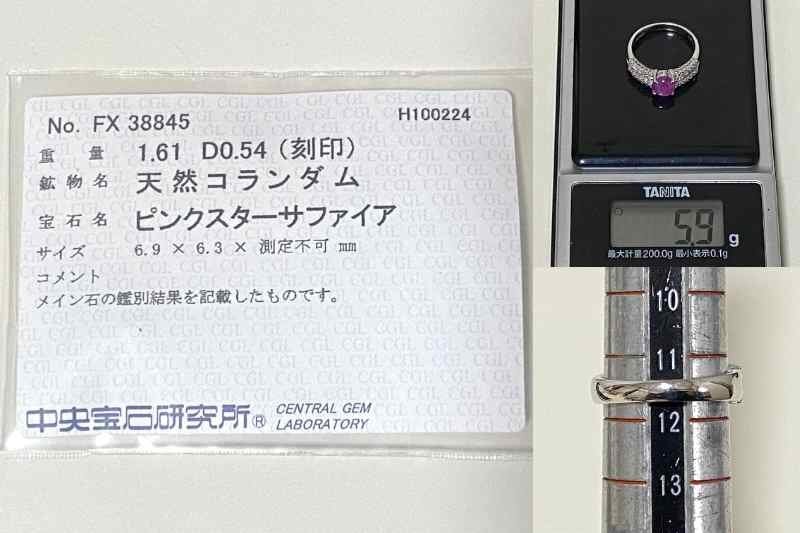 No. FX 38845
H100224
重量 1.61 D0.54(刻印)
鉱物名 天然コランダム
宝石名 ピンクスターサファイア
サイズ 6.9 × 6.3 × 測定不可 mm
コメント
メイン石の鑑別結果を記載したものです。
中央宝石研究所® CENTRAL GEM
LABORATORY
TANITA
5.9 g
最大計量200.0g 最小表示0.1g
10
11
12
13